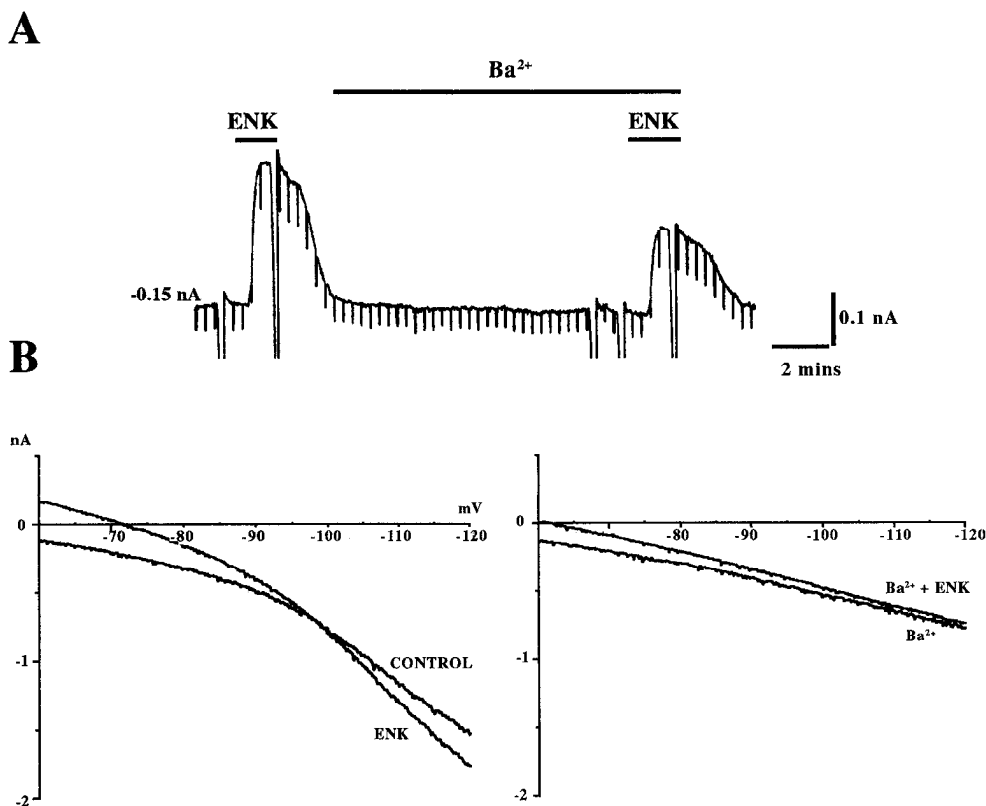 A
Ba²⁺
ENK ENK
-0.15 nA
0.1 nA
2 mins
B
nA
mV
0 -70 -80 -90 -100 -110 -120
-1
-2
CONTROL
ENK
0 -80 -90 -100 -110 -120
-1
-2
Ba²⁺ + ENK
Ba²⁺